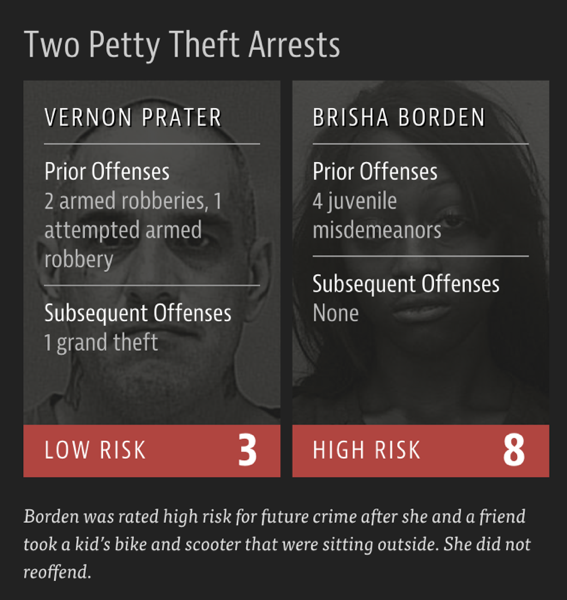 Two Petty Theft Arrests
VERNON PRATER
Prior Offenses
2 armed robberies, 1
attempted armed
robbery
Subsequent Offenses
1 grand theft
LOW RISK 3
BRISHA BORDEN
Prior Offenses
4 juvenile
misdemeanors
Subsequent Offenses
None
HIGH RISK 8
Borden was rated high risk for future crime after she and a friend
took a kid's bike and scooter that were sitting outside. She did not
reoffend.